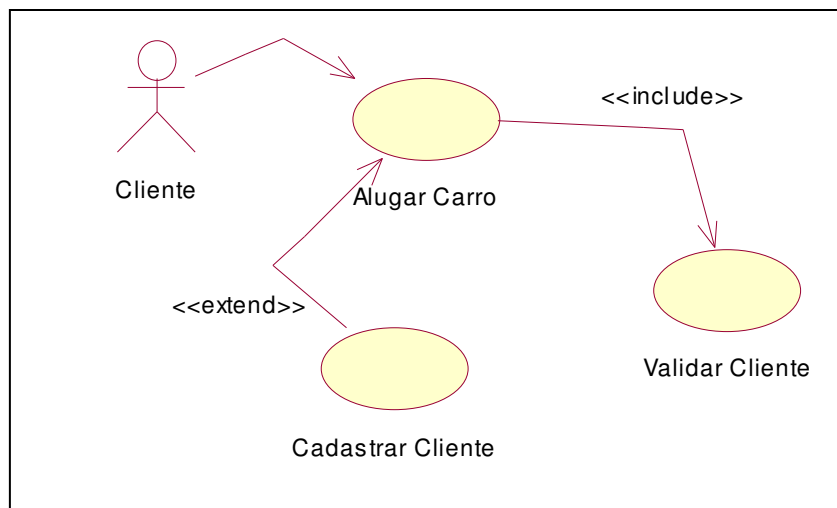 <<include>>
Cliente
Alugar Carro
<<extend>>
Validar Cliente
Cadastrar Cliente